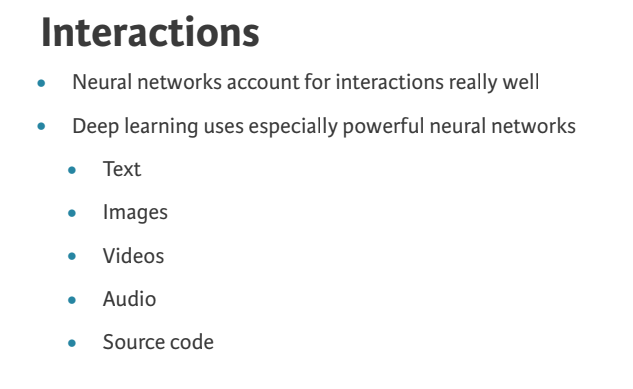 Interactions
Neural networks account for interactions really well
Deep learning uses especially powerful neural networks
Text
Images
Videos
Audio
Source code